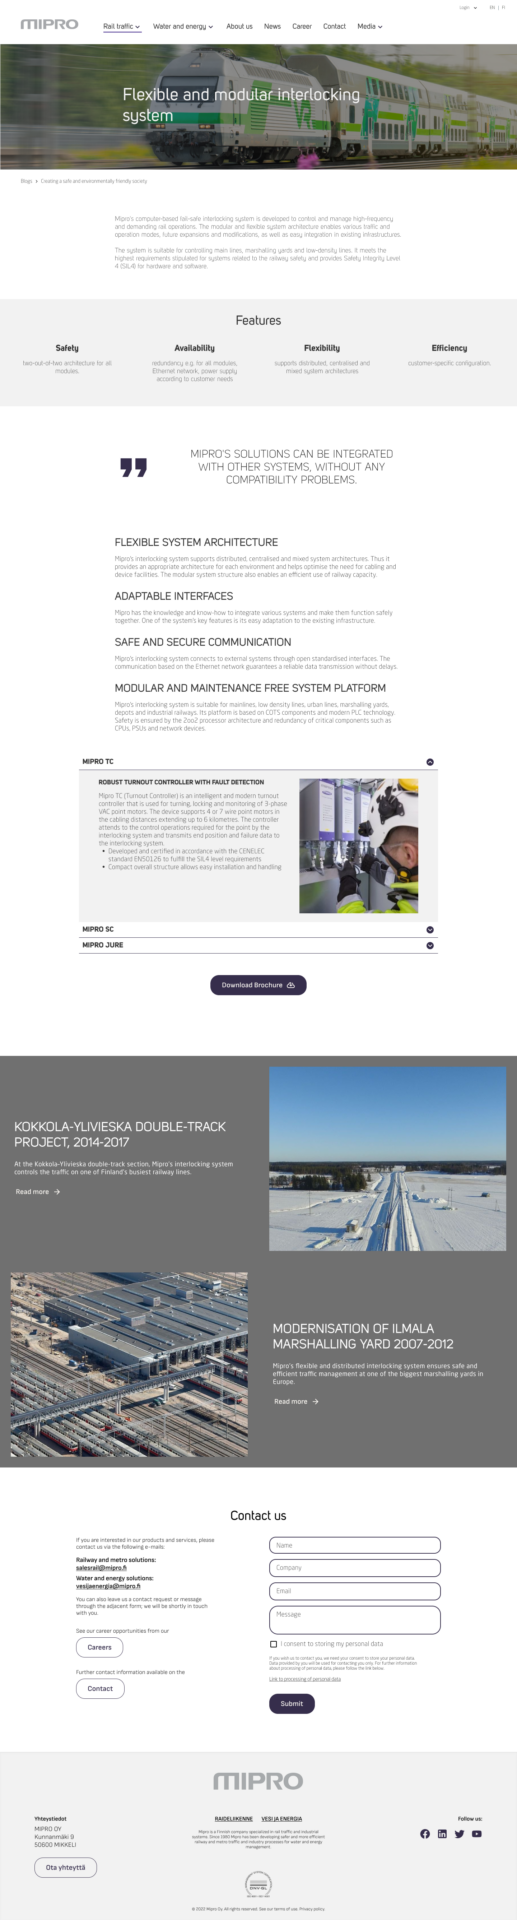 Login
EN | FI
MIPRO
Rail traffic
Water and energy
About us
News
Career
Contact
Media
Flexible and modular interlocking
system
Blogs
Creating a safe and environmentally friendly society
Mipro's computer-based fail-safe interlocking system is developed to control and manage high-frequency
and demanding rail operations. The modular and flexible system architecture enables various traffic and
operation modes, future expansions and modifications, as well as easy integration in existing infrastructures.
The system is suitable for controlling main lines, marshalling yards and low-density lines. It meets the
highest requirements stipulated for systems related to the railway safety and provides Safety Integrity Level
4 (SIL4) for hardware and software.
Features
Safety
two-out-of-two architecture for all
modules.
Availability
redundancy e.g. for all modules,
Ethernet network, power supply
according to customer needs
Flexibility
supports distributed, centralised and
mixed system architectures
Efficiency
customer-specific configuration.
MIPRO'S SOLUTIONS CAN BE INTEGRATED
WITH OTHER SYSTEMS, WITHOUT ANY
COMPATIBILITY PROBLEMS.
FLEXIBLE SYSTEM ARCHITECTURE
Mipro's interlocking system supports distributed, centralised and mixed system architectures. Thus it
provides an appropriate architecture for each environment and helps optimise the need for cabling and
device facilities. The modular system structure also enables an efficient use of railway capacity.
ADAPTABLE INTERFACES
Mipro has the knowledge and know-how to integrate various systems and make them function safely
together. One of the system's key features is its easy adaptation to the existing infrastructure.
SAFE AND SECURE COMMUNICATION
Mipro's interlocking system connects to external systems through open standardised interfaces. The
communication based on the Ethernet network guarantees a reliable data transmission without delays.
MODULAR AND MAINTENANCE FREE SYSTEM PLATFORM
Mipro's interlocking system is suitable for mainlines, low density lines, urban lines, marshalling yards,
depots and industrial railways. Its platform is based on COTS components and modern PLC technology.
Safety is ensured by the 2oo2 processor architecture and redundancy of critical components such as
CPUs, PSUs and network devices.
MIPRO TC
ROBUST TURNOUT CONTROLLER WITH FAULT DETECTION
Mipro TC (Turnout Controller) is an intelligent and modern turnout
controller that is used for turning, locking and monitoring of 3-phase
VAC point motors. The device supports 4 or 7 wire point motors in
the cabling distances extending up to 6 kilometres. The controller
attends to the control operations required for the point by the
interlocking system and transmits end position and failure data to
the interlocking system.
• Developed and certified in accordance with the CENELEC
standard EN50126 to fulfill the SIL4 level requirements
• Compact overall structure allows easy installation and handling
MIPRO SC
MIPRO JURE
Download Brochure
KOKKOLA-YLIVIESKA DOUBLE-TRACK
PROJECT, 2014-2017
At the Kokkola-Ylivieska double-track section, Mipro's interlocking system
controls the traffic on one of Finland's busiest railway lines.
Read more
MODERNISATION OF ILMALA
MARSHALLING YARD 2007-2012
Mipro's flexible and distributed interlocking system ensures safe and
efficient traffic management at one of the biggest marshalling yards in
Europe.
Read more
Contact us
If you are interested in our products and services, please
contact us via the following e-mails:
Railway and metro solutions:
salesrail@mipro.fi
Water and energy solutions:
vesijaenergia@mipro.fi
You can also leave us a contact request or message
through the adjacent form; we will be shortly in touch
with you.
See our career opportunities from our
Careers
Further contact information available on the
Contact
Name
Company
Email
Message
I consent to storing my personal data
If you wish us to contact you, we need your consent to store your personal data.
Data provided by you will be used for contacting you only. For further information
about processing of personal data, please follow the link below.
Link to processing of personal data
Submit
MIPRO
Yhteystiedot
MIPRO OY
Kunnanmäki 9
50600 MIKKELI
Ota yhteyttä
RAIDELIIKENNE
VESI JA ENERGIA
Mipro is a Finnish company specialized in rail traffic and industrial
systems. Since 1980 Mipro has been developing safer and more efficient
railway and metro traffic and industry processes for water and energy
management.
Follow us:
© 2022 Mipro Oy. All rights reserved. See our terms of use. Privacy policy.